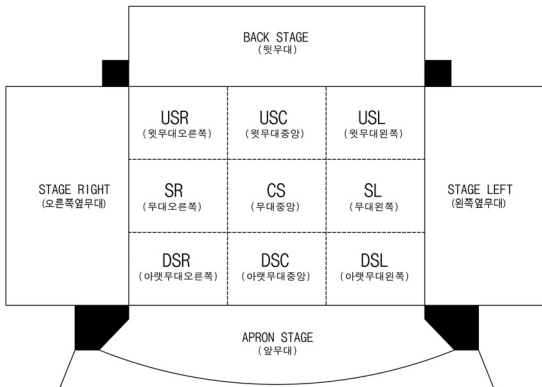 BACK STAGE
(뒷무대)
USR
(윗무대오른쪽)
USC
(윗무대중앙)
USL
(윗무대왼쪽)
STAGE RIGHT
(오른쪽옆무대)
SR
(무대오른쪽)
CS
(무대중앙)
SL
(무대왼쪽)
STAGE LEFT
(왼쪽옆무대)
DSR
(아랫무대오른쪽)
DSC
(아랫무대중앙)
DSL
(아랫무대왼쪽)
APRON STAGE
(앞무대)